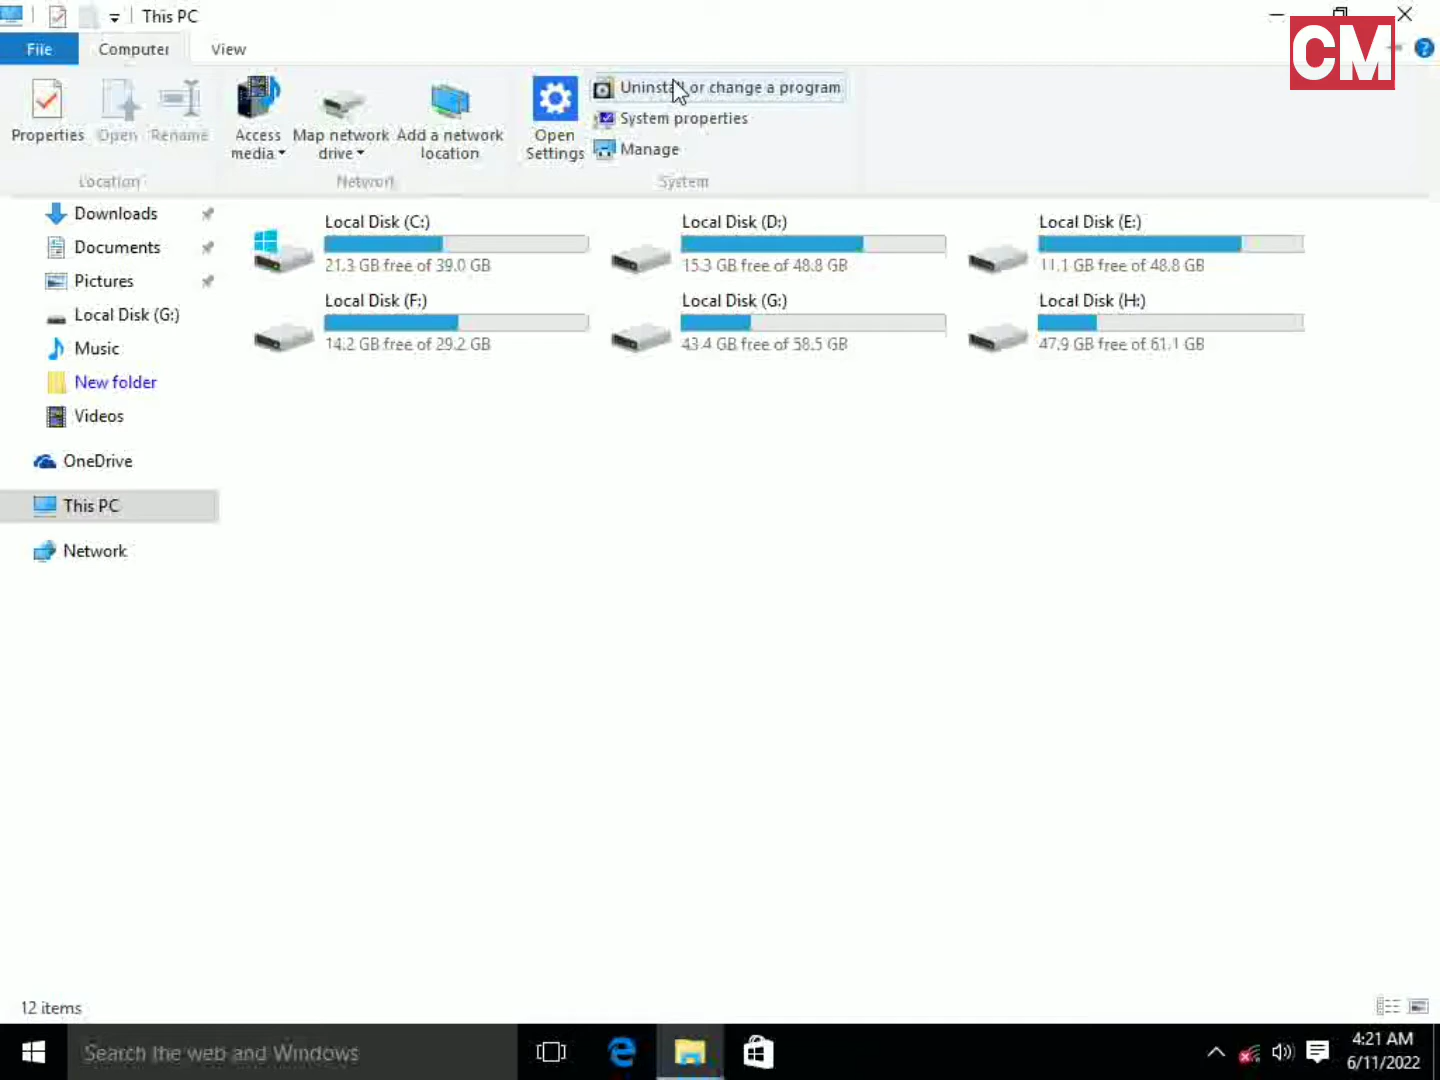 This PC
CM
File Computer View
Uninstall or change a program
System properties
Manage
Properties Open Rename
Access media
Map network drive
Add a network location
Open Settings
Location Network System
Downloads
Documents
Pictures
Local Disk (G:)
Music
New folder
Videos
OneDrive
This PC
Network
Local Disk (C:)
21.3 GB free of 39.0 GB
Local Disk (D:)
15.3 GB free of 48.8 GB
Local Disk (E:)
11.1 GB free of 48.8 GB
Local Disk (F:)
14.2 GB free of 29.2 GB
Local Disk (G:)
43.4 GB free of 58.5 GB
Local Disk (H:)
47.9 GB free of 61.1 GB
12 items
Search the web and Windows
4:21 AM
6/11/2022